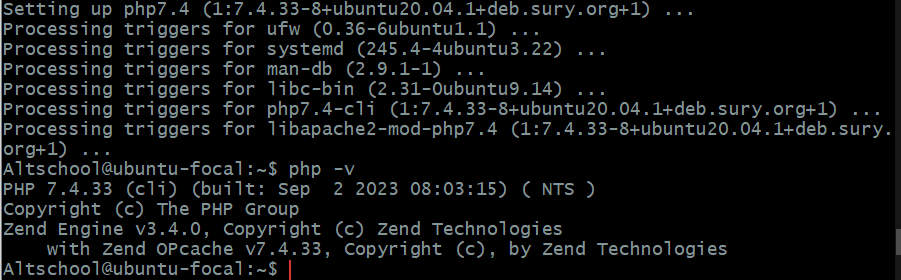 Setting up php7.4 (1:7.4.33-8+ubuntu20.04.1+deb.sury.org+1) ...
Processing triggers for ufw (0.36-6ubuntu1.1) ...
Processing triggers for systemd (245.4-4ubuntu3.22) ...
Processing triggers for man-db (2.9.1-1) ...
Processing triggers for libc-bin (2.31-0ubuntu9.14) ...
Processing triggers for php7.4-cli (1:7.4.33-8+ubuntu20.04.1+deb.sury.org+1) ...
Processing triggers for libapache2-mod-php7.4 (1:7.4.33-8+ubuntu20.04.1+deb.sury.
org+1) ...
Altschool@ubuntu-focal:~$ php -v
PHP 7.4.33 (cli) (built: Sep  2 2023 08:03:15) ( NTS )
Copyright (c) The PHP Group
Zend Engine v3.4.0, Copyright (c) Zend Technologies
    with Zend OPcache v7.4.33, Copyright (c), by Zend Technologies
Altschool@ubuntu-focal:~$